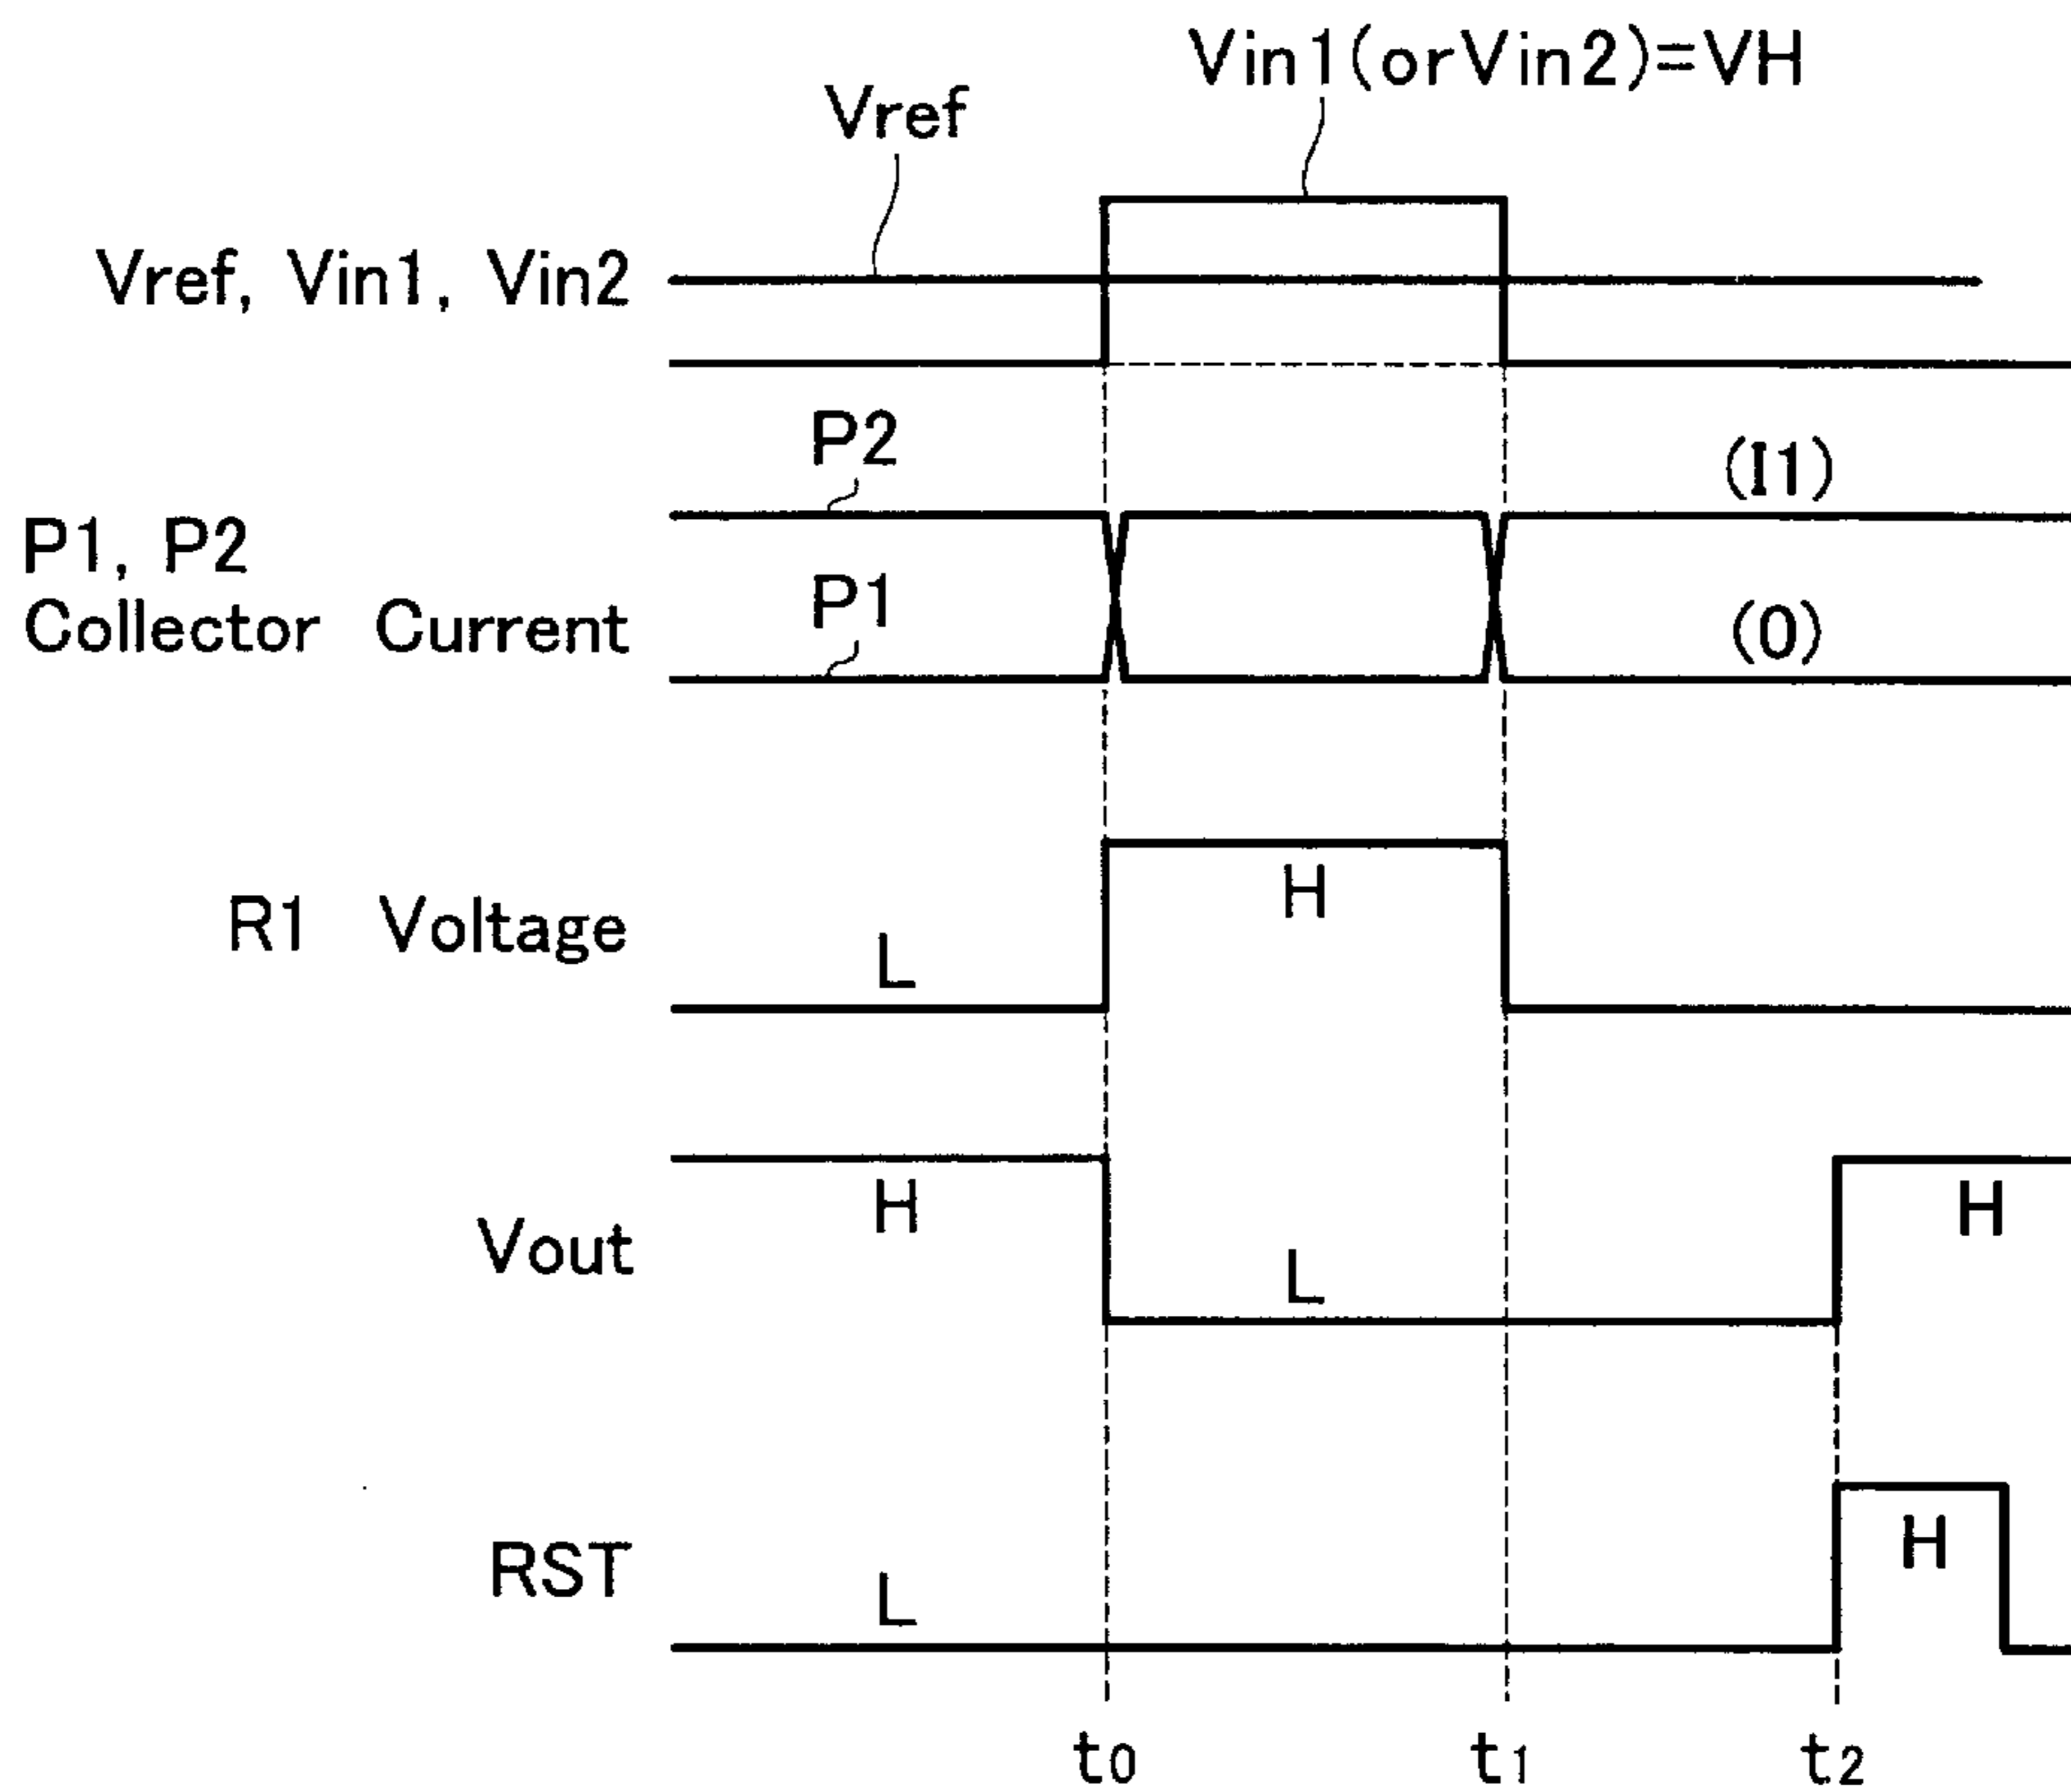 Vin1(orVin2)=VH
Vref
Vref, Vin1, Vin2
P2
(I1)
P1, P2
Collector Current
P1
(0)
R1 Voltage
H
L
Vout
H
H
L
RST
H
L
t0
t1
t2